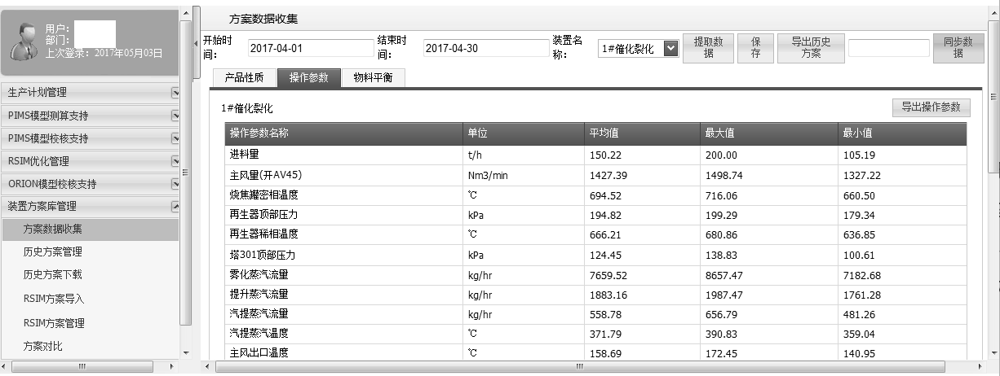 用户:
部门:
上次登录: 2017年05月03日
生产计划管理
PIMS模型测算支持
PIMS模型校核支持
RSIM优化管理
ORION模型校核支持
装置方案库管理
方案数据收集
历史方案管理
历史方案下载
RSIM方案导入
RSIM方案管理
方案对比
方案数据收集
开始时间: 2017-04-01 结束时间: 2017-04-30 装置名称: 1#催化裂化 提取数据 保存 导出历史方案 同步数据
产品性质 操作参数 物料平衡
1#催化裂化 导出操作参数
操作参数名称 单位 平均值 最大值 最小值
进料量 t/h 150.22 200.00 105.19
主风量(开AV45) Nm3/min 1427.39 1498.74 1327.22
烧焦罐密相温度 ℃ 694.52 716.06 660.50
再生器顶部压力 kPa 194.82 199.29 179.34
再生器稀相温度 ℃ 666.21 680.86 636.85
塔301顶部压力 kPa 124.45 138.83 100.61
雾化蒸汽流量 kg/hr 7659.52 8657.47 7182.68
提升蒸汽流量 kg/hr 1883.16 1987.47 1761.28
汽提蒸汽流量 kg/hr 558.78 656.79 481.26
汽提蒸汽温度 ℃ 371.79 390.83 359.04
主风出口温度 ℃ 158.69 172.45 140.95